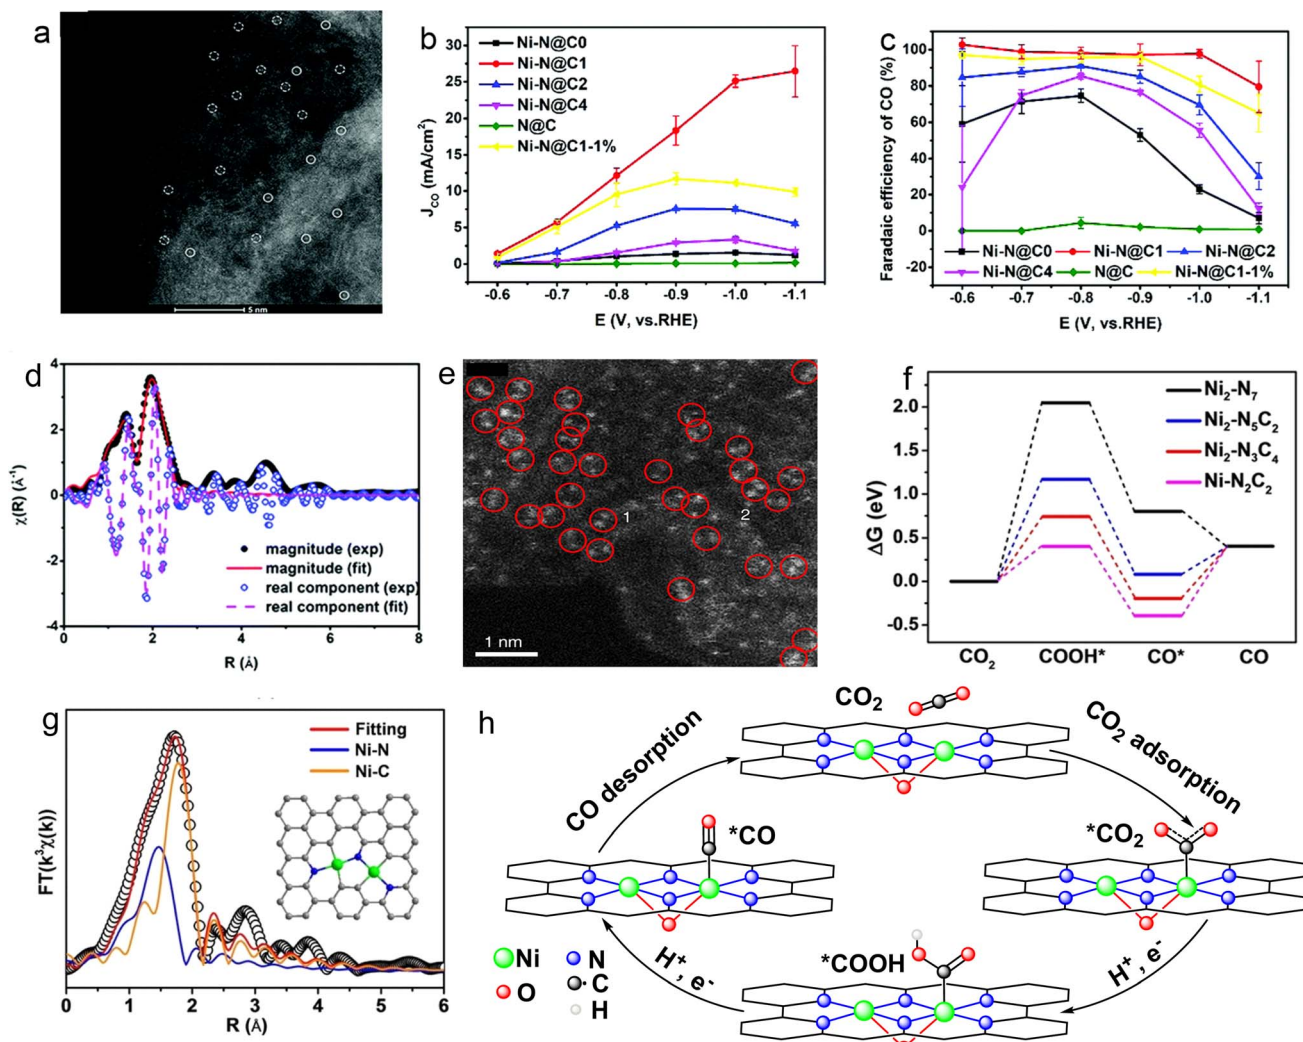 a
5 nm
b
Ni-N@C0
Ni-N@C1
Ni-N@C2
Ni-N@C4
N@C
Ni-N@C1-1%
30
25
20
15
10
5
0
J_CO (mA/cm²)
-0.6 -0.7 -0.8 -0.9 -1.0 -1.1
E (V, vs.RHE)
C
100
80
60
40
20
0
-20
Faradaic efficiency of CO (%)
Ni-N@C0 Ni-N@C1 Ni-N@C2
Ni-N@C4 N@C Ni-N@C1-1%
-0.6 -0.7 -0.8 -0.9 -1.0 -1.1
E (V, vs.RHE)
d
4
2
0
-2
-4
χ(R) (Å⁻¹)
magnitude (exp)
magnitude (fit)
real component (exp)
real component (fit)
0 2 4 6 8
R (Å)
e
1
2
1 nm
f
Ni₂-N₇
Ni₂-N₅C₂
Ni₂-N₃C₄
Ni-N₂C₂
2.0
1.5
1.0
0.5
0.0
-0.5
ΔG (eV)
CO₂ COOH* CO* CO
g
Fitting
Ni-N
Ni-C
FT(k³χ(k))
0 1 2 3 4 5 6
R (Å)
h
CO₂
CO desorption
CO₂ adsorption
*CO
*CO₂
*COOH
H⁺, e⁻
H⁺, e⁻
Ni N
O C
H